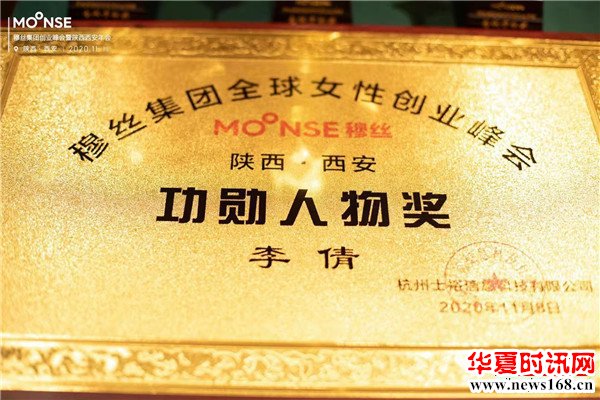 MOONSE
穆丝集团创业峰会暨陕西西安年会
陕西 西安 2020.11
穆丝集团全球女性创业峰会
MOONSE穆丝
陕西·西安
功勋人物奖
李倩
杭州士裕信息科技有限公司
2020年11月8日
华夏时讯网
www.news168.cn